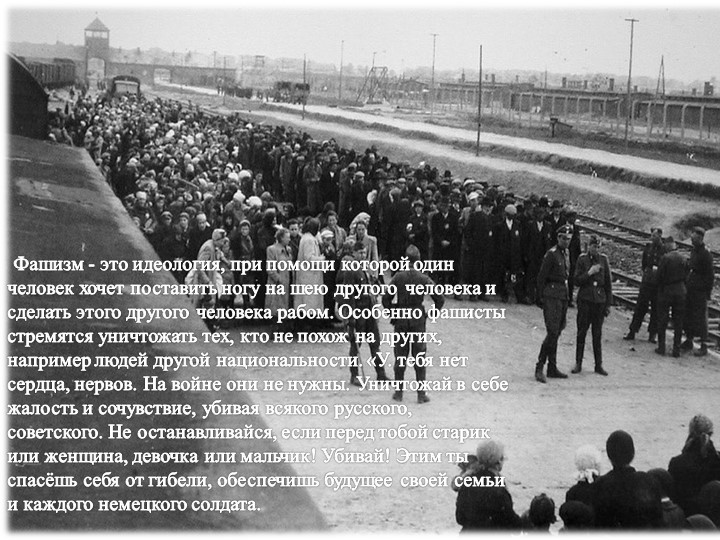 Фашизм - это идеология, при помощи которой один
человек хочет поставить ногу на шею другого человека и
сделать этого другого человека рабом. Особенно фашисты
стремятся уничтожать тех, кто не похож на других,
например людей другой национальности. «У тебя нет
сердца, нервов. На войне они не нужны. Уничтожай в себе
жалость и сочувствие, убивая всякого русского,
советского. Не останавливайся, если перед тобой старик
или женщина, девочка или мальчик! Убивай! Этим ты
спасёшь себя от гибели, обеспечишь будущее своей семьи
и каждого немецкого солдата.